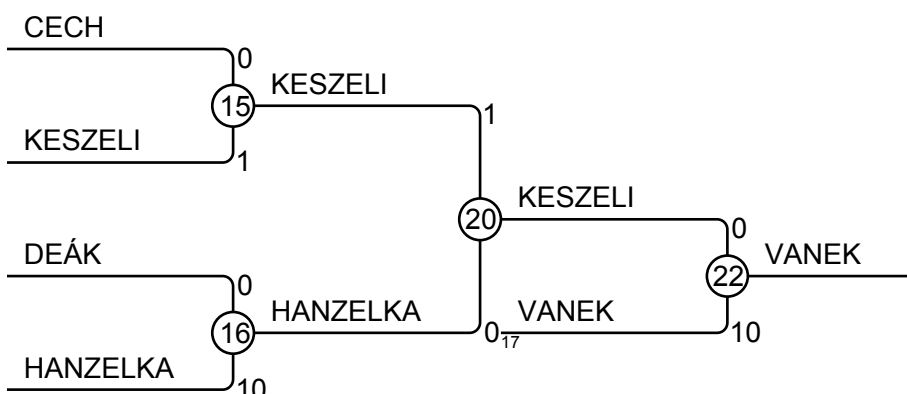 CECH
0
15
KESZELI
1
KESZELI
1
20
KESZELI
0
DEÁK
0
22
VANEK
16
HANZELKA
0
17
VANEK
10
HANZELKA
10